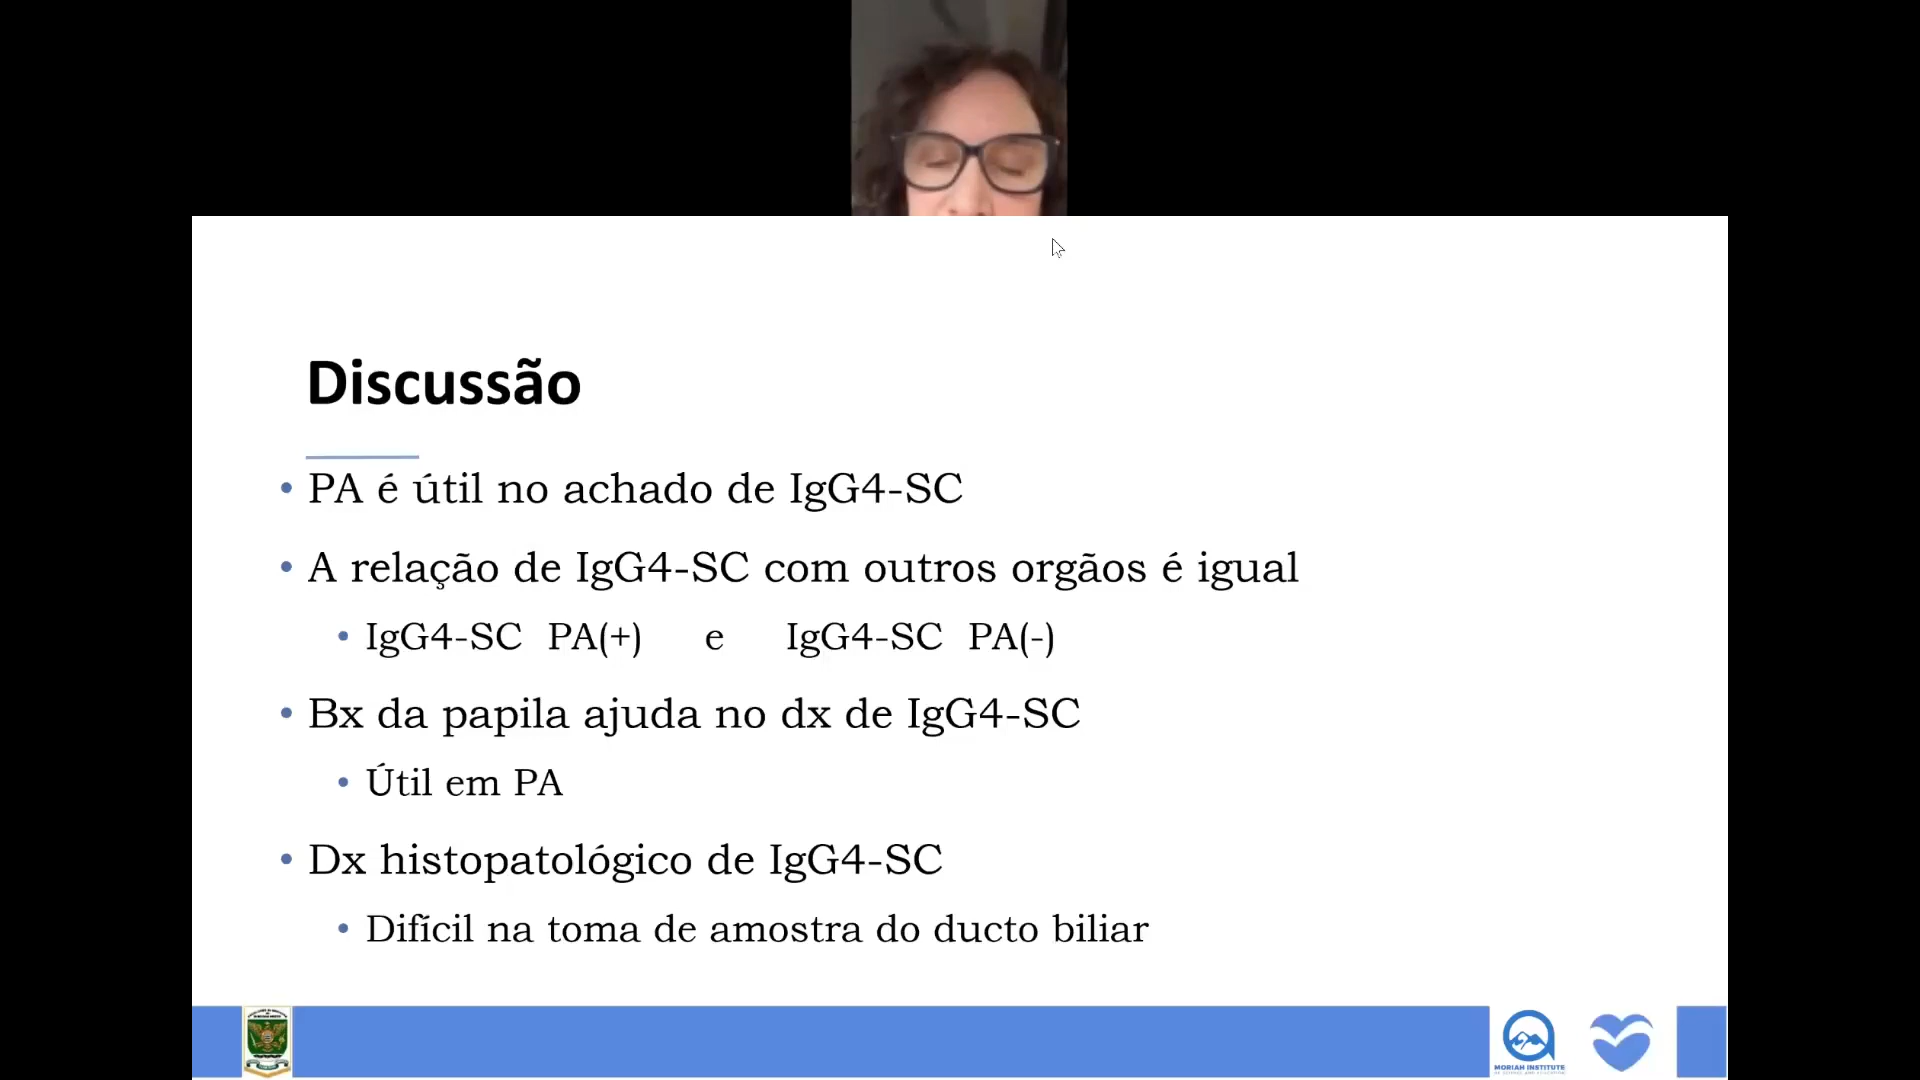 Discussão
• PA é útil no achado de IgG4-SC
• A relação de IgG4-SC com outros orgãos é igual
• IgG4-SC PA(+) e IgG4-SC PA(-)
• Bx da papila ajuda no dx de IgG4-SC
• Útil em PA
• Dx histopatológico de IgG4-SC
• Difícil na toma de amostra do ducto biliar
MORIAH INSTITUTE